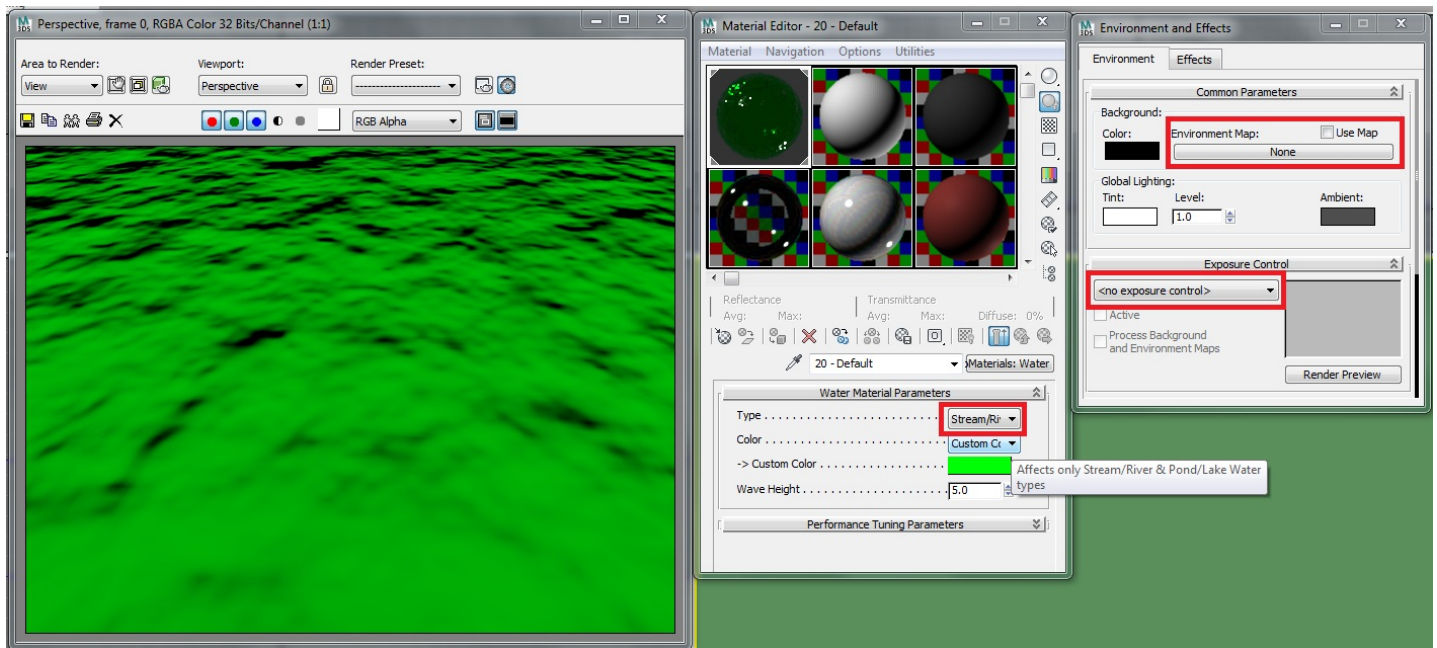 Perspective, frame 0, RGBA Color 32 Bits/Channel (1:1)
Area to Render:
View
Viewport:
Perspective
Render Preset:
--------------------
RGB Alpha
Material Editor - 20 - Default
Material Navigation Options Utilities
Reflectance
Avg: Max:
Transmittance
Avg: Max: Diffuse: 0%
20 - Default
Materials: Water
Water Material Parameters
Type . . . . . . . . . . . . . . . . . . . . . . . . Stream/Ri
Color . . . . . . . . . . . . . . . . . . . . . . . . Custom Co
-> Custom Color . . . . . . . . . . . . . . . . .
Wave Height . . . . . . . . . . . . . . . . . . . . 5.0
Affects only Stream/River & Pond/Lake Water
types
Performance Tuning Parameters
Environment and Effects
Environment Effects
Common Parameters
Background:
Color: Environment Map: Use Map
None
Global Lighting:
Tint: Level: Ambient:
1.0
Exposure Control
<no exposure control>
Active
Process Background
and Environment Maps
Render Preview